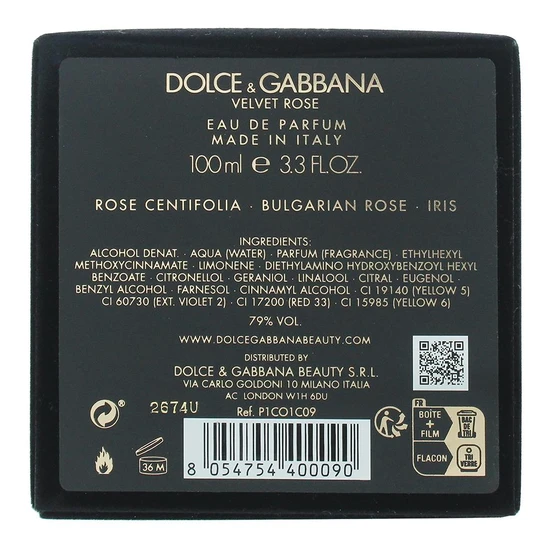 DOLCE & GABBANA
VELVET ROSE
EAU DE PARFUM
MADE IN ITALY
100 ml ℮ 3.3 FL.OZ.
ROSE CENTIFOLIA · BULGARIAN ROSE · IRIS
INGREDIENTS:
ALCOHOL DENAT. · AQUA (WATER) · PARFUM (FRAGRANCE) · ETHYLHEXYL
METHOXYCINNAMATE · LIMONENE · DIETHYLAMINO HYDROXYBENZOYL HEXYL
BENZOATE · CITRONELLOL · GERANIOL · LINALOOL · CITRAL · EUGENOL ·
BENZYL ALCOHOL · FARNESOL · CINNAMYL ALCOHOL · CI 19140 (YELLOW 5)
CI 60730 (EXT. VIOLET 2) · CI 17200 (RED 33) · CI 15985 (YELLOW 6)
79% VOL.
WWW.DOLCEGABBANABEAUTY.COM
DISTRIBUTED BY
DOLCE & GABBANA BEAUTY S.R.L.
VIA CARLO GOLDONI 10 MILANO ITALIA
AC LONDON W1H 6DU
2674U
Ref. P1CO1C09
36 M
8 054754 400090
FR
BOÎTE
+
FILM
BAC DE TRI
FLACON
TRI
VERRE